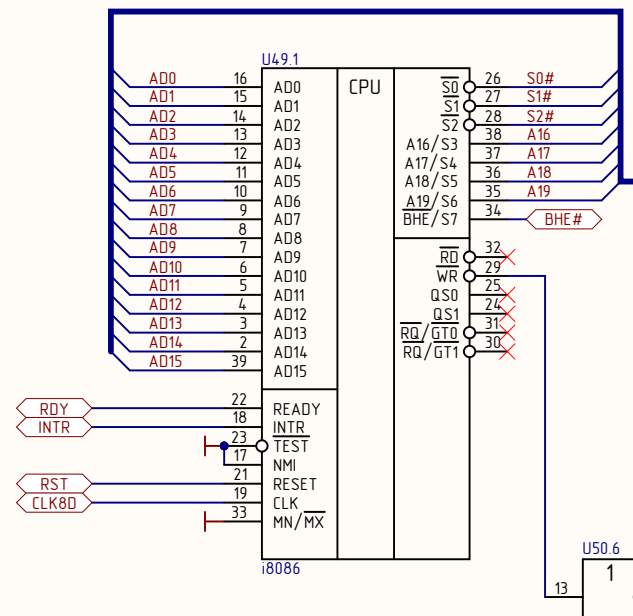 U49.1
CPU
AD0 16 AD0
AD1 15 AD1
AD2 14 AD2
AD3 13 AD3
AD4 12 AD4
AD5 11 AD5
AD6 10 AD6
AD7 9 AD7
AD8 8 AD8
AD9 7 AD9
AD10 6 AD10
AD11 5 AD11
AD12 4 AD12
AD13 3 AD13
AD14 2 AD14
AD15 39 AD15
RDY 22 READY
INTR 18 INTR
23 TEST
17 NMI
RST 21 RESET
CLK8D 19 CLK
33 MN/MX
S0 26 S0#
S1 27 S1#
S2 28 S2#
A16/S3 38 A16
A17/S4 37 A17
A18/S5 36 A18
A19/S6 35 A19
BHE/S7 34 BHE#
RD 32
WR 29
QS0 25
QS1 24
RQ/GT0 31
RQ/GT1 30
i8086
U50.6
13 1